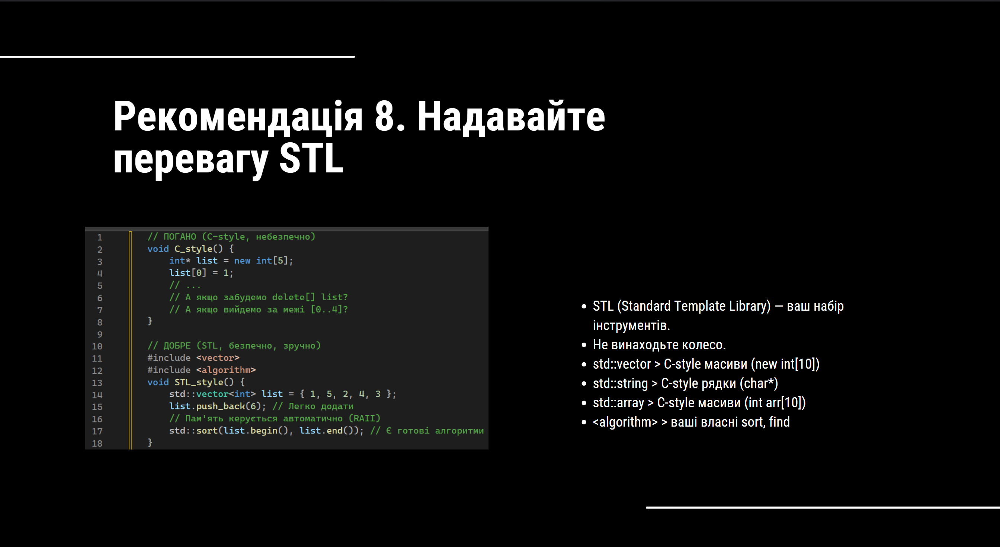 Рекомендація 8. Надавайте
перевагу STL
1 // ПОГАНО (C-style, небезпечно)
2 void C_style() {
3 int* list = new int[5];
4 list[0] = 1;
5 // ...
6 // А якщо забудемо delete[] list?
7 // А якщо вийдемо за межі [0..4]?
8 }
9
10 // ДОБРЕ (STL, безпечно, зручно)
11 #include <vector>
12 #include <algorithm>
13 void STL_style() {
14 std::vector<int> list = { 1, 5, 2, 4, 3 };
15 list.push_back(6); // Легко додати
16 // Пам'ять керується автоматично (RAII)
17 std::sort(list.begin(), list.end()); // Є готові алгоритми
18 }
• STL (Standard Template Library) — ваш набір
інструментів.
• Не винаходьте колесо.
• std::vector > C-style масиви (new int[10])
• std::string > C-style рядки (char*)
• std::array > C-style масиви (int arr[10])
• <algorithm> > ваші власні sort, find